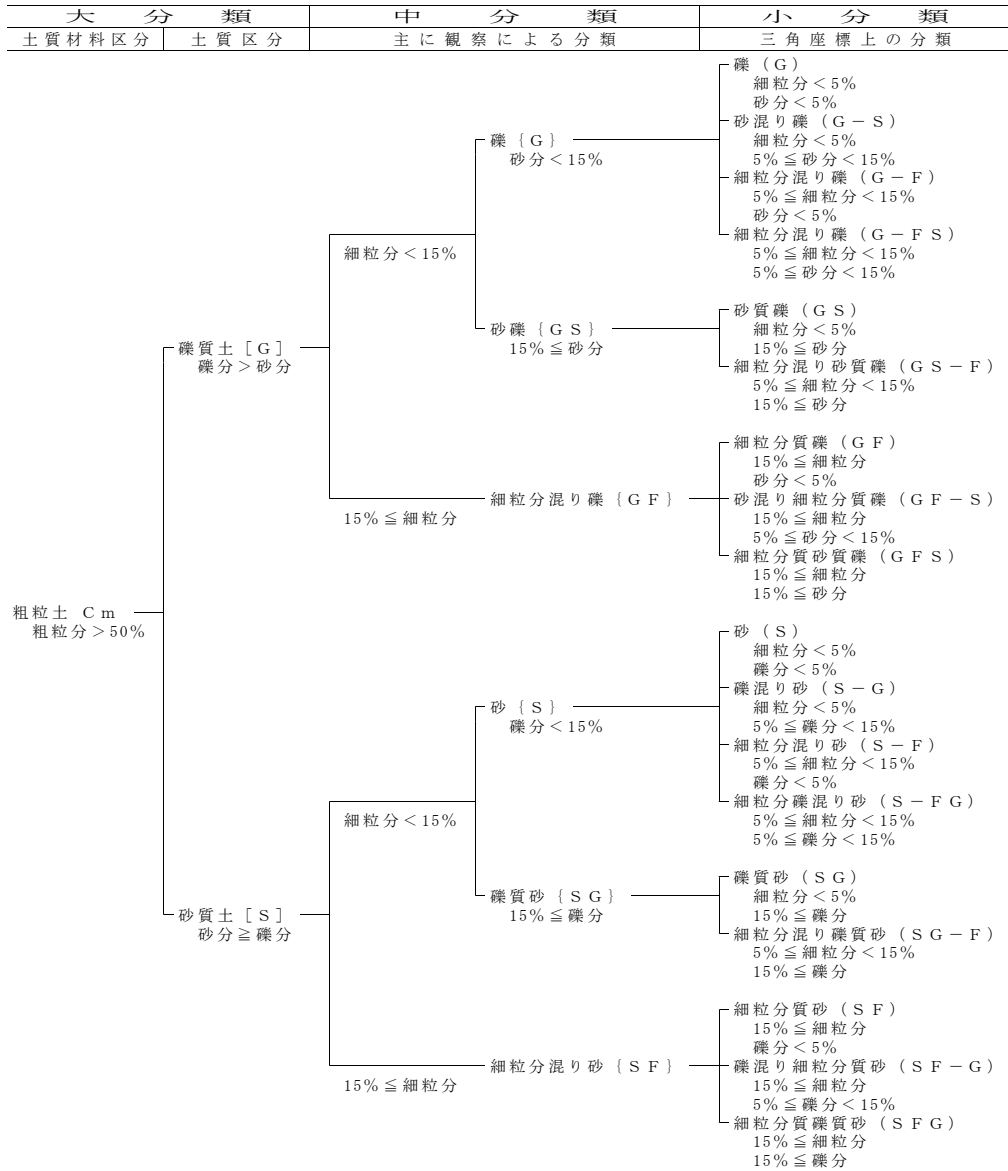 大分類 中分類 小分類
土質材料区分 土質区分 主に観察による分類 三角座標上の分類
礫(G)
細粒分<5%
砂分<5%
砂混り礫(G-S)
細粒分<5%
5%≦砂分<15%
細粒分混り礫(G-F)
5%≦細粒分<15%
砂分<5%
細粒分混り礫(G-FS)
5%≦細粒分<15%
5%≦砂分<15%
礫{G}
砂分<15%
細粒分<15%
砂質礫(GS)
細粒分<5%
15%≦砂分
細粒分混り砂質礫(GS-F)
5%≦細粒分<15%
15%≦砂分
砂礫{GS}
15%≦砂分
礫質土[G]
礫分>砂分
細粒分質礫(GF)
15%≦細粒分
砂分<5%
砂混り細粒分質礫(GF-S)
15%≦細粒分
5%≦砂分<15%
細粒分質砂質礫(GFS)
15%≦細粒分
15%≦砂分
細粒分混り礫{GF}
15%≦細粒分
粗粒土 Cm
粗粒分>50%
砂(S)
細粒分<5%
礫分<5%
礫混り砂(S-G)
細粒分<5%
5%≦礫分<15%
細粒分混り砂(S-F)
5%≦細粒分<15%
礫分<5%
細粒分礫混り砂(S-FG)
5%≦細粒分<15%
5%≦礫分<15%
砂{S}
礫分<15%
細粒分<15%
礫質砂(SG)
細粒分<5%
15%≦礫分
細粒分混り礫質砂(SG-F)
5%≦細粒分<15%
15%≦礫分
礫質砂{SG}
15%≦礫分
砂質土[S]
砂分≧礫分
細粒分質砂(SF)
15%≦細粒分
礫分<5%
礫混り細粒分質砂(SF-G)
15%≦細粒分
5%≦礫分<15%
細粒分質礫質砂(SFG)
15%≦細粒分
15%≦礫分
細粒分混り砂{SF}
15%≦細粒分